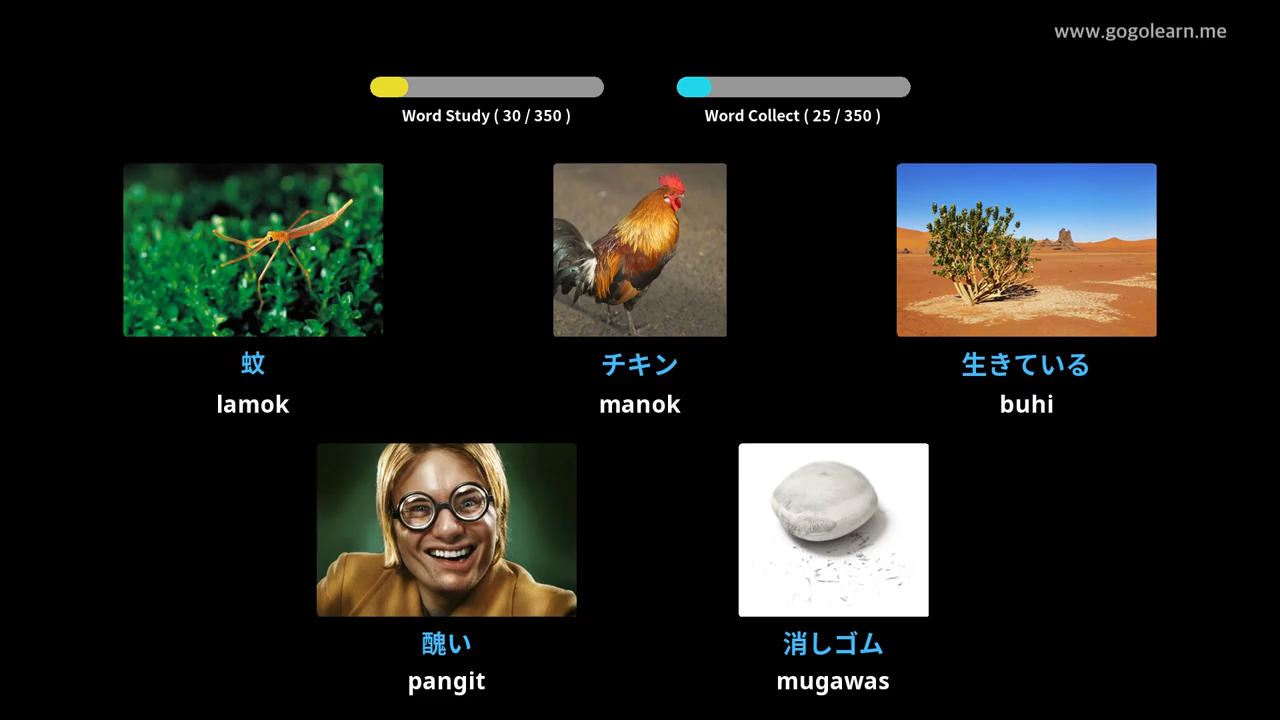 www.gogolearn.me
Word Study ( 30 / 350 )
Word Collect ( 25 / 350 )
蚊
lamok
チキン
manok
生きている
buhi
醜い
pangit
消しゴム
mugawas